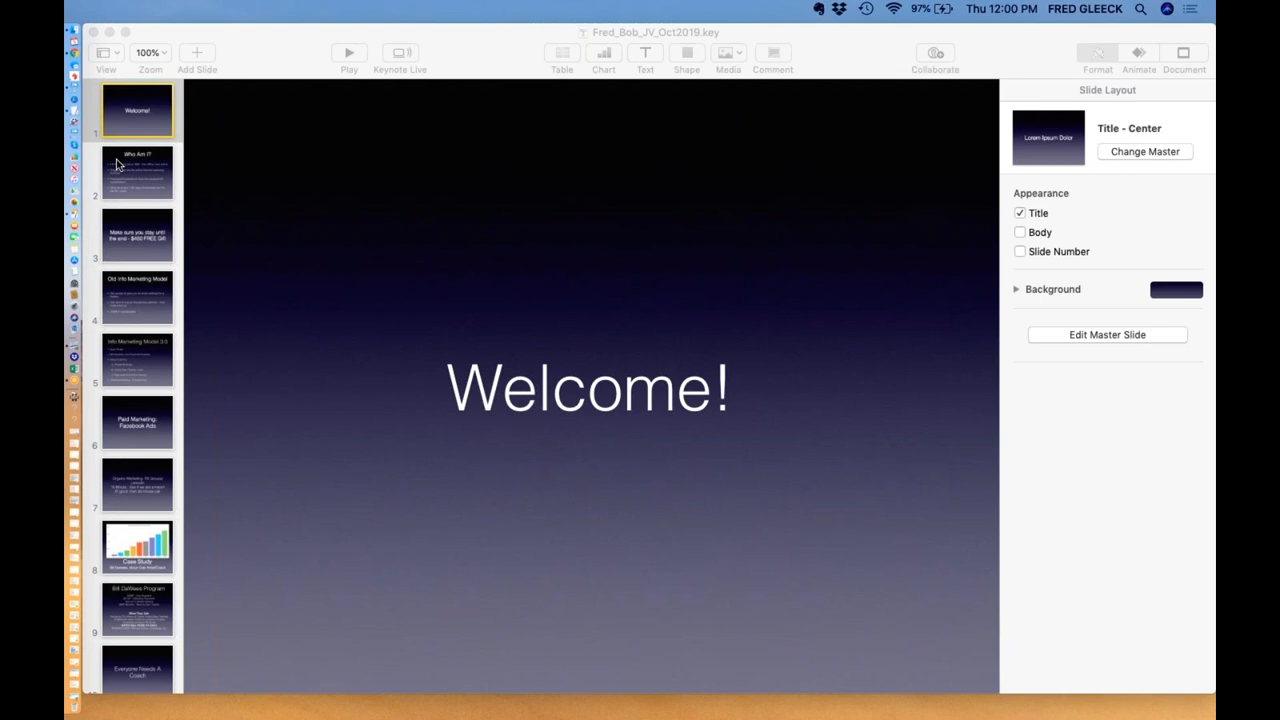 97% Thu 12:00 PM FRED GLEECK
Fred_Bob_JV_Oct2019.key
100%
View Zoom Add Slide Play Keynote Live Table Chart Text Shape Media Comment Collaborate Format Animate Document
Slide Layout
Lorem Ipsum Dolor
Title - Center
Change Master
Appearance
Title
Body
Slide Number
Background
Edit Master Slide
Welcome!
Welcome!
1
Who Am I?
2
Make sure you stay until
the end - $480 FREE Gift
3
Old Info Marketing Model
4
Info Marketing Model 3.0
5
Paid Marketing:
Facebook Ads
6
7
Case Study
8
Bill DeWees Program
9
Everyone Needs A
Coach